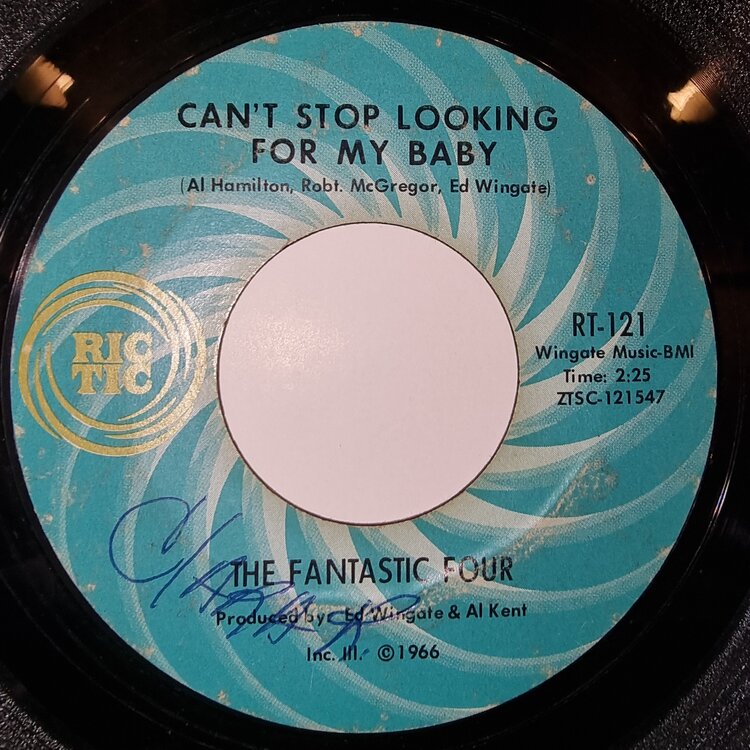 CAN'T STOP LOOKING
FOR MY BABY
(Al Hamilton, Robt. McGregor, Ed Wingate)
RIC
TIC
RT-121
Wingate Music-BMI
Time: 2:25
ZTSC-121547
THE FANTASTIC FOUR
Produced by: Ed Wingate & Al Kent
Inc. Ill. ©1966